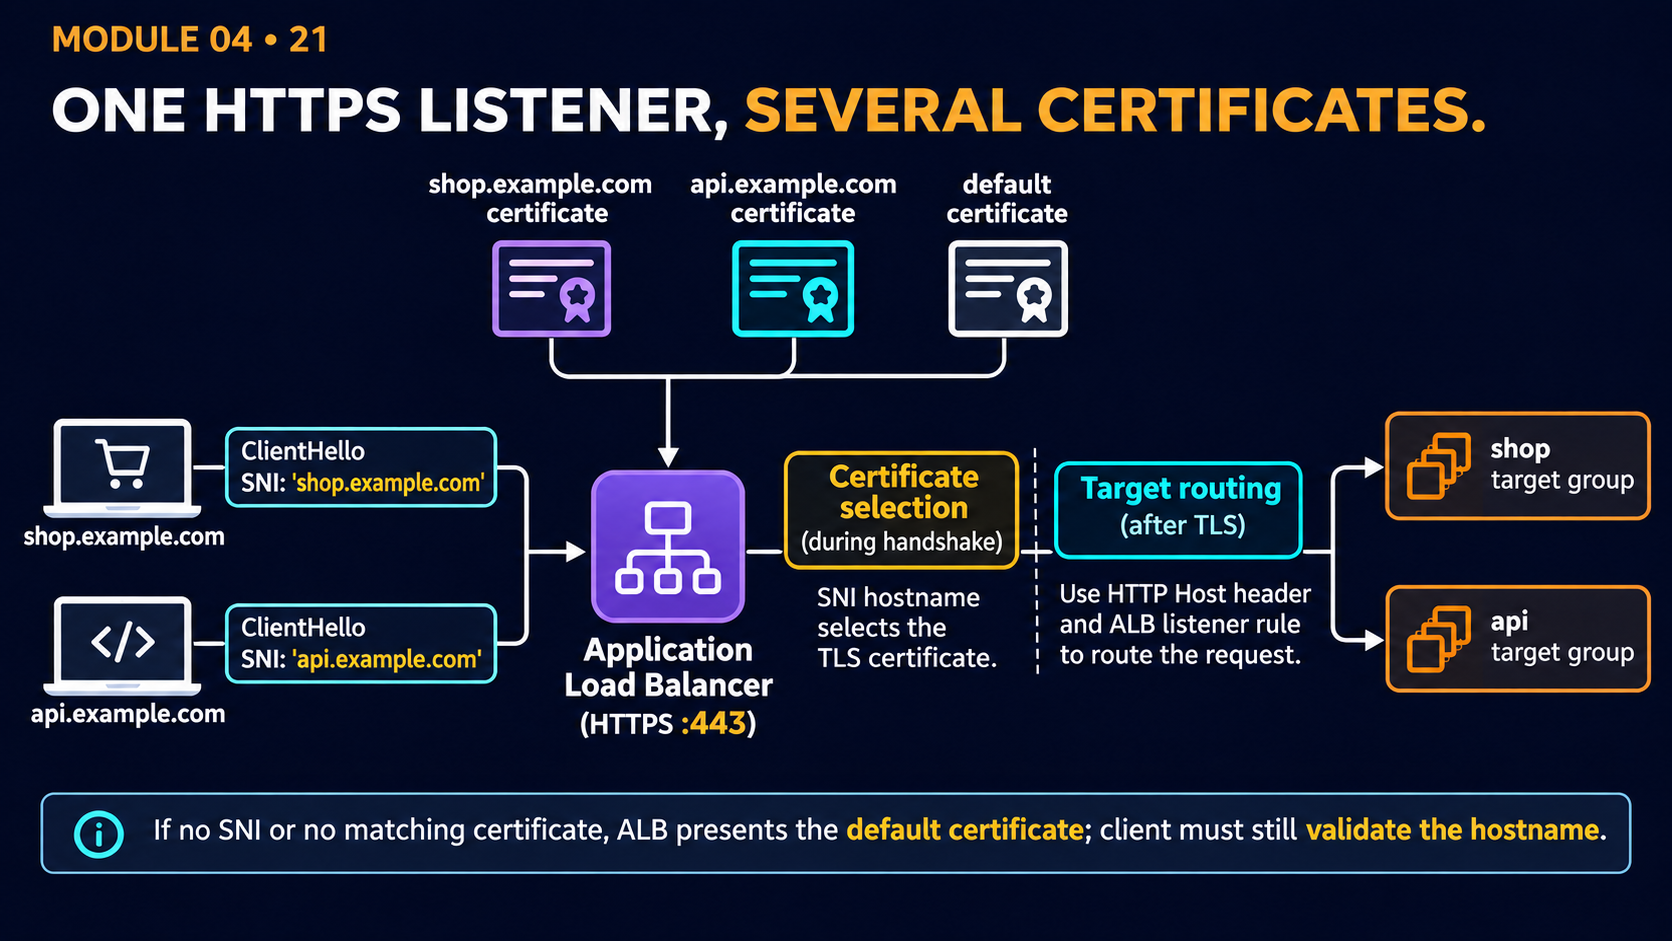 MODULE 04 • 21
ONE HTTPS LISTENER, SEVERAL CERTIFICATES.
shop.example.com
certificate
api.example.com
certificate
default
certificate
ClientHello
SNI: 'shop.example.com'
shop.example.com
ClientHello
SNI: 'api.example.com'
api.example.com
Application
Load Balancer
(HTTPS :443)
Certificate
selection
(during handshake)
SNI hostname
selects the
TLS certificate.
Target routing
(after TLS)
Use HTTP Host header
and ALB listener rule
to route the request.
shop
target group
api
target group
If no SNI or no matching certificate, ALB presents the default certificate; client must still validate the hostname.